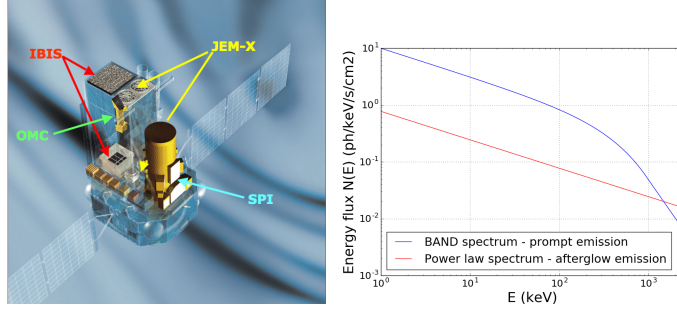 JEM-X
IBIS
OMC
SPI
Energy flux N(E) (ph/keV/s/cm2)
10^1
10^0
10^-1
10^-2
10^-3
BAND spectrum - prompt emission
Power law spectrum - afterglow emission
10^0 10^1 10^2 10^3
E (keV)